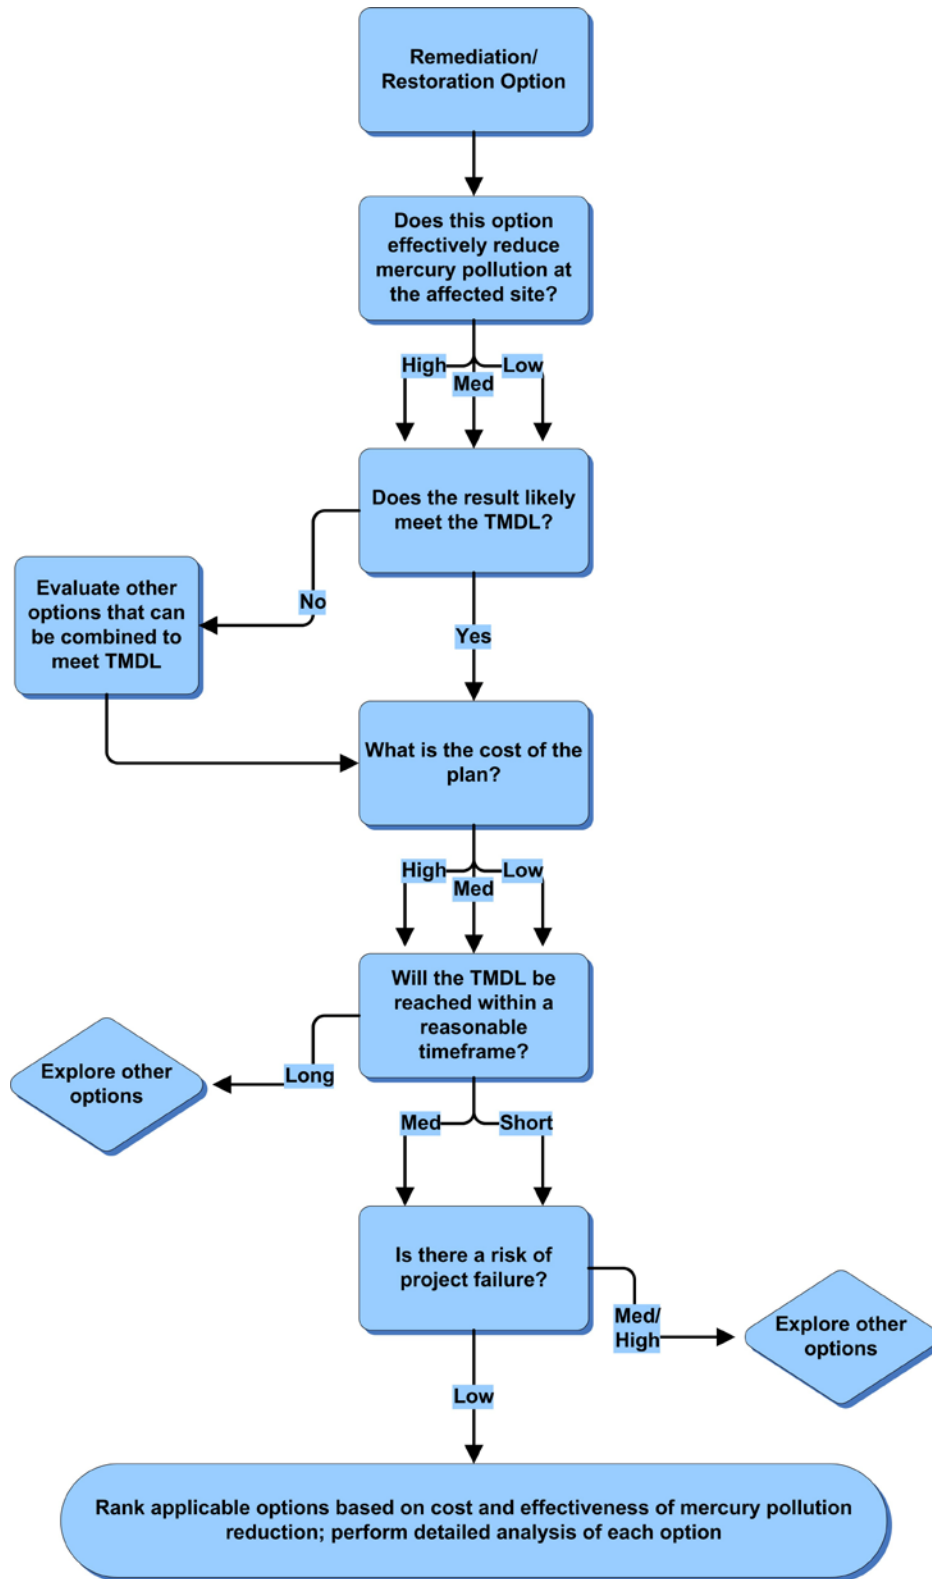 Remediation/
Restoration Option
Does this option
effectively reduce
mercury pollution at
the affected site?
High
Med
Low
Does the result likely
meet the TMDL?
No
Evaluate other
options that can
be combined to
meet TMDL
Yes
What is the cost of the
plan?
High
Med
Low
Will the TMDL be
reached within a
reasonable
timeframe?
Long
Explore other
options
Med
Short
Is there a risk of
project failure?
Med/
High
Explore other
options
Low
Rank applicable options based on cost and effectiveness of mercury pollution
reduction; perform detailed analysis of each option